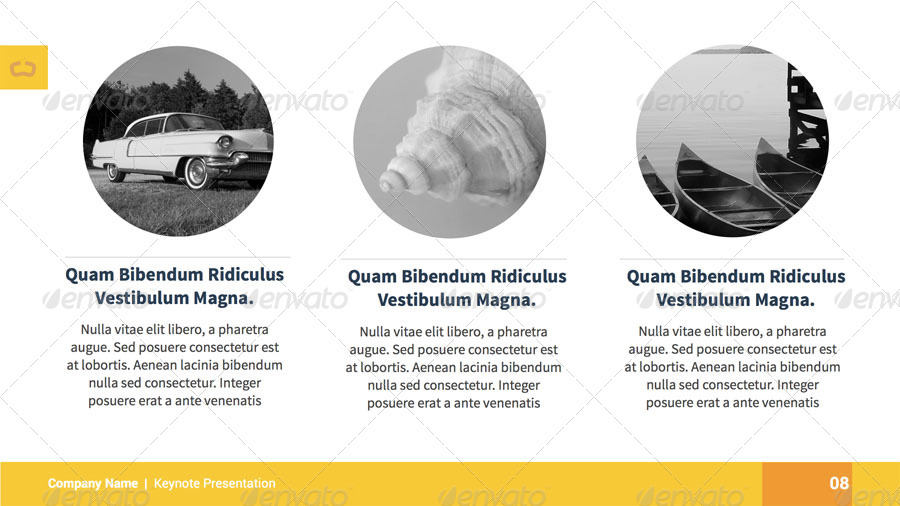 Quam Bibendum Ridiculus
Vestibulum Magna.
Nulla vitae elit libero, a pharetra
augue. Sed posuere consectetur est
at lobortis. Aenean lacinia bibendum
nulla sed consectetur. Integer
posuere erat a ante venenatis
Quam Bibendum Ridiculus
Vestibulum Magna.
Nulla vitae elit libero, a pharetra
augue. Sed posuere consectetur est
at lobortis. Aenean lacinia bibendum
nulla sed consectetur. Integer
posuere erat a ante venenatis
Quam Bibendum Ridiculus
Vestibulum Magna.
Nulla vitae elit libero, a pharetra
augue. Sed posuere consectetur est
at lobortis. Aenean lacinia bibendum
nulla sed consectetur. Integer
posuere erat a ante venenatis
Company Name | Keynote Presentation
08
envato